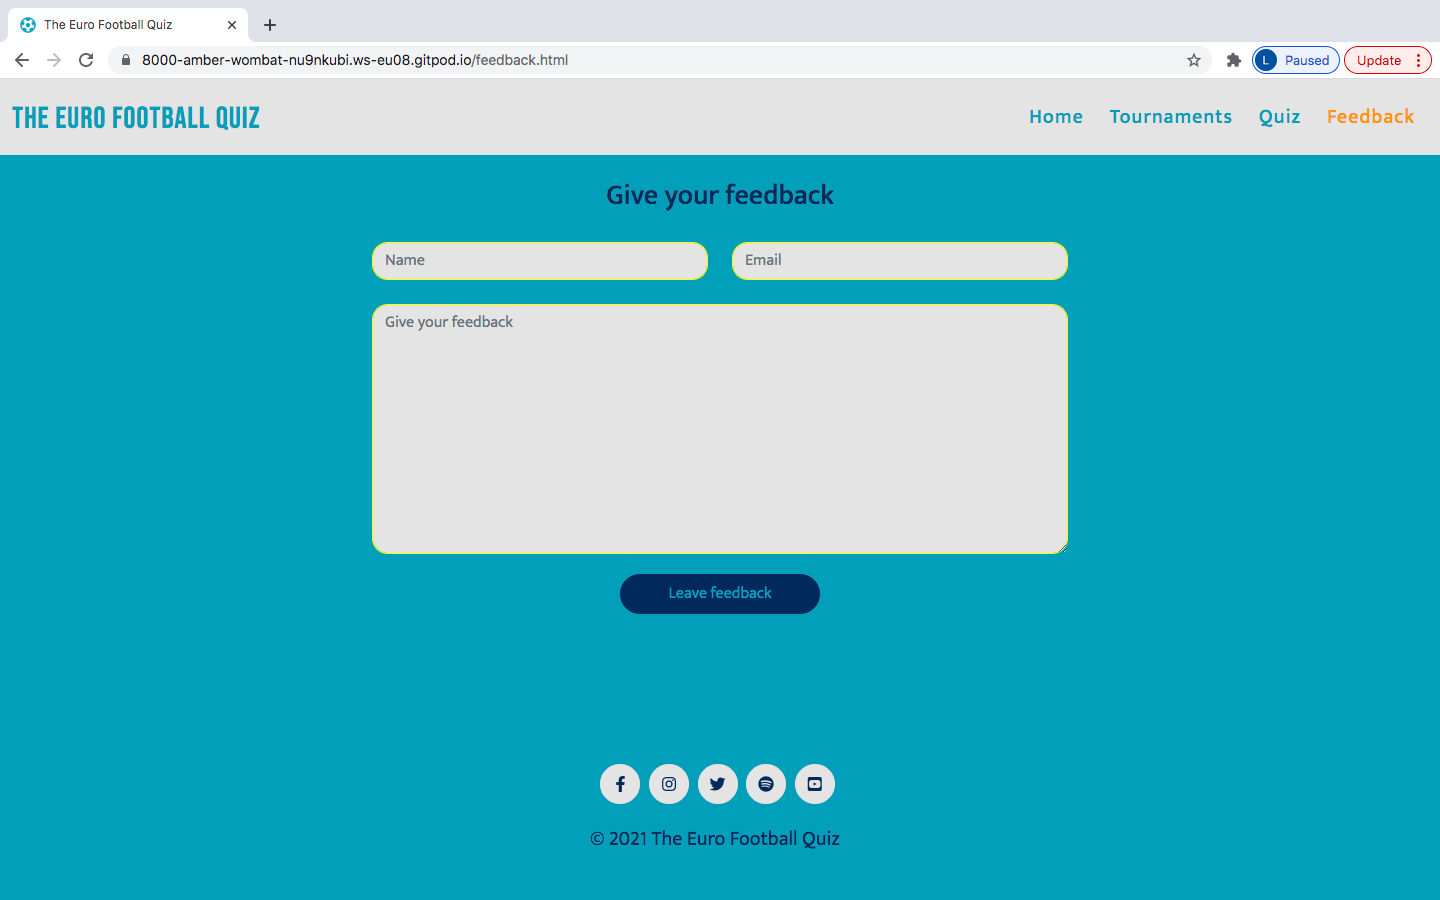 The Euro Football Quiz
8000-amber-wombat-nu9nkubi.ws-eu08.gitpod.io/feedback.html
L Paused Update
THE EURO FOOTBALL QUIZ
Home Tournaments Quiz Feedback
Give your feedback
Name Email
Give your feedback
Leave feedback
© 2021 The Euro Football Quiz